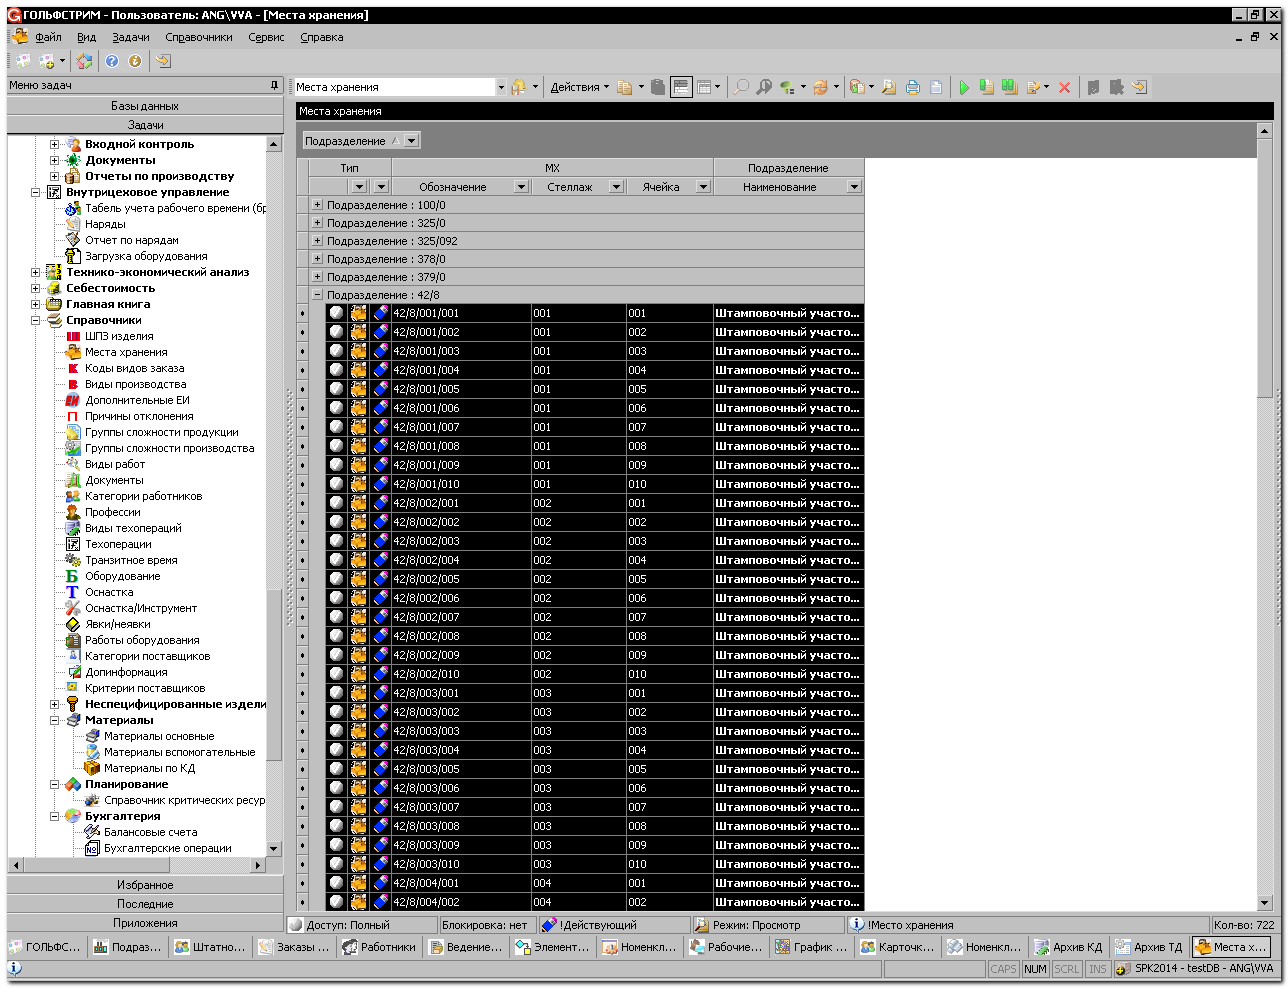 ГОЛЬФСТРИМ - Пользователь: ANG\VVA - [Места хранения]
Файл Вид Задачи Справочники Сервис Справка
Меню задач
Базы данных
Задачи
Входной контроль
Документы
Отчеты по производству
Внутрицеховое управление
Табель учета рабочего времени (бр
Наряды
Отчет по нарядам
Загрузка оборудования
Технико-экономический анализ
Себестоимость
Главная книга
Справочники
ШПЗ изделия
Места хранения
Коды видов заказа
Виды производства
Дополнительные ЕИ
Причины отклонения
Группы сложности продукции
Группы сложности производства
Виды работ
Документы
Категории работников
Профессии
Виды техопераций
Техоперации
Транзитное время
Оборудование
Оснастка
Оснастка/Инструмент
Явки/неявки
Работы оборудования
Категории поставщиков
Допинформация
Критерии поставщиков
Неспецифицированные издели
Материалы
Материалы основные
Материалы вспомогательные
Материалы по КД
Планирование
Справочник критических ресур
Бухгалтерия
Балансовые счета
Бухгалтерские операции
Избранное
Последние
Приложения
Места хранения Действия
Места хранения
Подразделение
Тип МХ Подразделение
Обозначение Стеллаж Ячейка Наименование
Подразделение : 100/0
Подразделение : 325/0
Подразделение : 325/092
Подразделение : 378/0
Подразделение : 379/0
Подразделение : 42/8
42/8/001/001 001 001 Штамповочный участо...
42/8/001/002 001 002 Штамповочный участо...
42/8/001/003 001 003 Штамповочный участо...
42/8/001/004 001 004 Штамповочный участо...
42/8/001/005 001 005 Штамповочный участо...
42/8/001/006 001 006 Штамповочный участо...
42/8/001/007 001 007 Штамповочный участо...
42/8/001/008 001 008 Штамповочный участо...
42/8/001/009 001 009 Штамповочный участо...
42/8/001/010 001 010 Штамповочный участо...
42/8/002/001 002 001 Штамповочный участо...
42/8/002/002 002 002 Штамповочный участо...
42/8/002/003 002 003 Штамповочный участо...
42/8/002/004 002 004 Штамповочный участо...
42/8/002/005 002 005 Штамповочный участо...
42/8/002/006 002 006 Штамповочный участо...
42/8/002/007 002 007 Штамповочный участо...
42/8/002/008 002 008 Штамповочный участо...
42/8/002/009 002 009 Штамповочный участо...
42/8/002/010 002 010 Штамповочный участо...
42/8/003/001 003 001 Штамповочный участо...
42/8/003/002 003 002 Штамповочный участо...
42/8/003/003 003 003 Штамповочный участо...
42/8/003/004 003 004 Штамповочный участо...
42/8/003/005 003 005 Штамповочный участо...
42/8/003/006 003 006 Штамповочный участо...
42/8/003/007 003 007 Штамповочный участо...
42/8/003/008 003 008 Штамповочный участо...
42/8/003/009 003 009 Штамповочный участо...
42/8/003/010 003 010 Штамповочный участо...
42/8/004/001 004 001 Штамповочный участо...
42/8/004/002 004 002 Штамповочный участо...
Доступ: Полный Блокировка: нет !Действующий Режим: Просмотр !Место хранения Кол-во: 722
ГОЛЬФС... Подраз... Штатно... Заказы ... Работники Ведение... Элемент... Номенкл... Рабочие... График ... Карточк... Номенкл... Архив КД Архив ТД Места х...
CAPS NUM SCRL INS SPK2014 - testDB - ANG\VVA